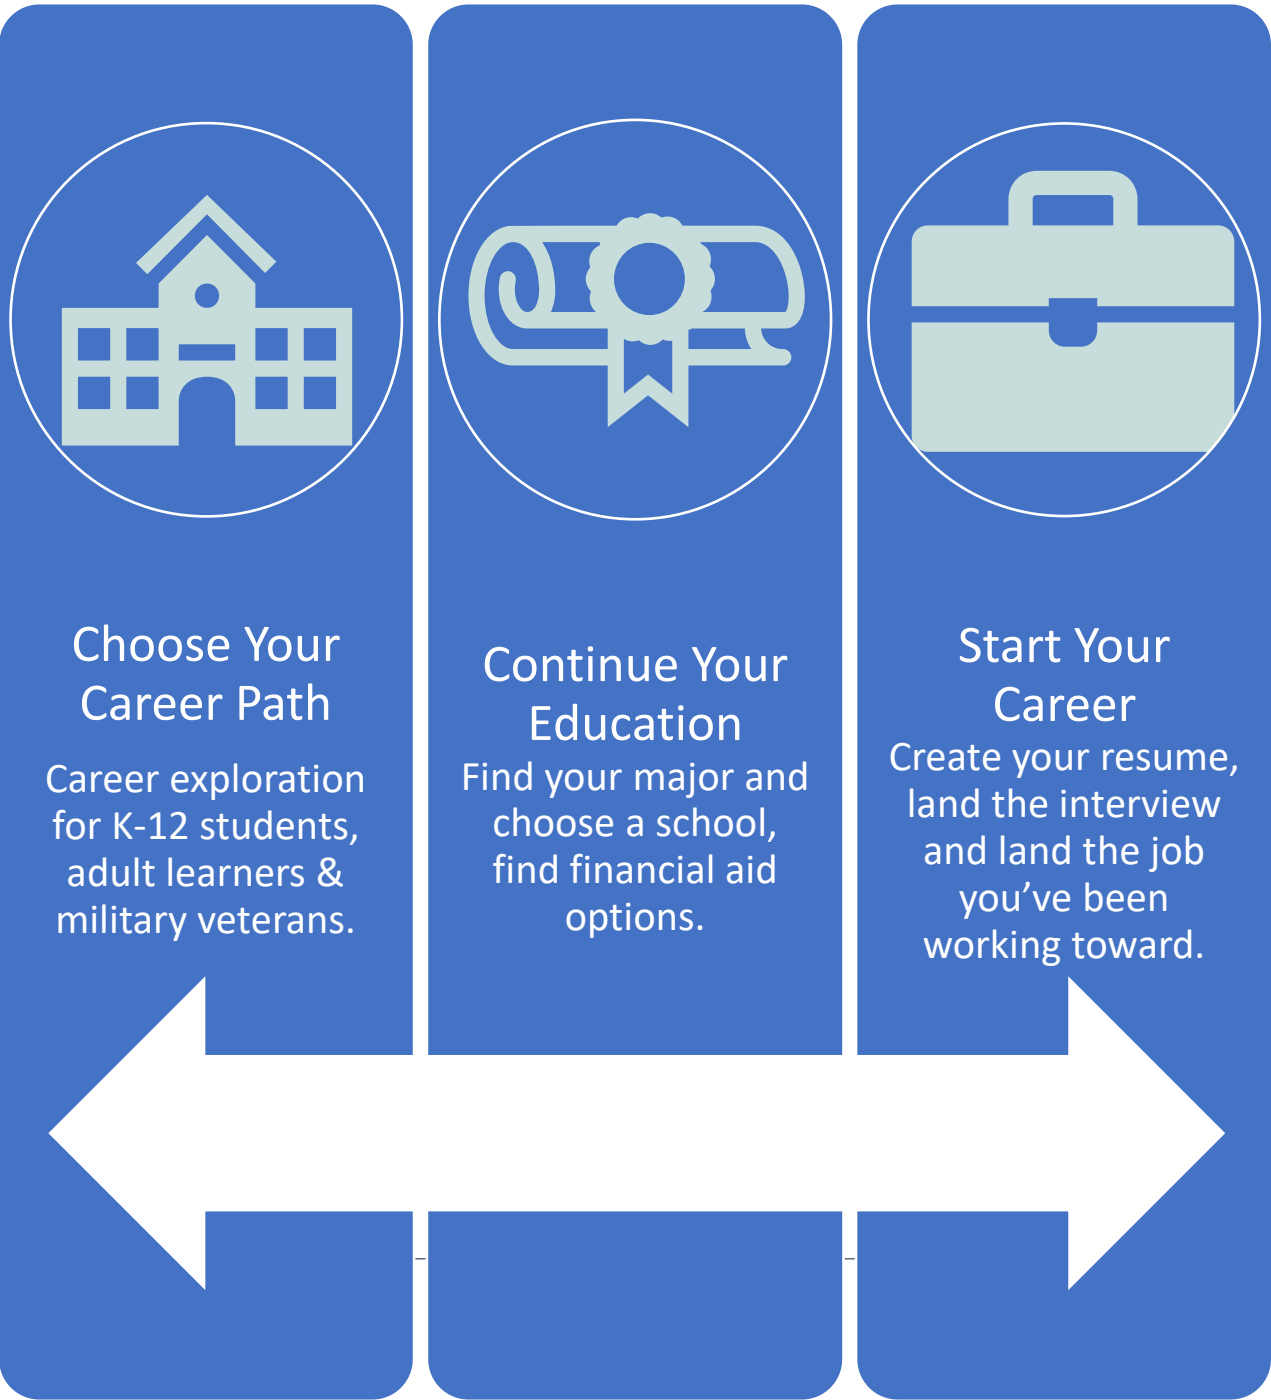 Choose Your
Career Path
Career exploration
for K-12 students,
adult learners &
military veterans.
Continue Your
Education
Find your major and
choose a school,
find financial aid
options.
Start Your
Career
Create your resume,
land the interview
and land the job
you’ve been
working toward.